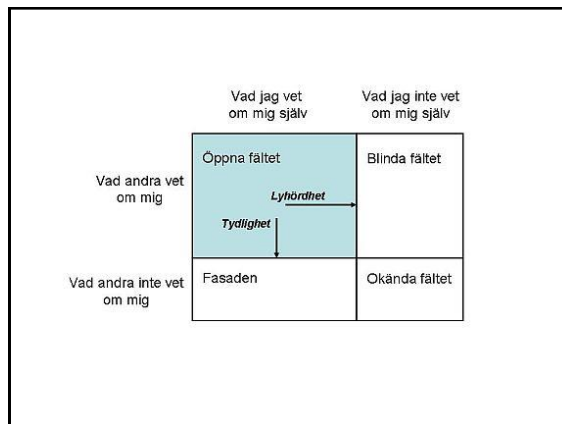 Vad jag vet
om mig själv
Vad jag inte vet
om mig själv
Öppna fältet
Blinda fältet
Vad andra vet
om mig
Lyhördhet
Tydlighet
Vad andra inte vet
om mig
Fasaden
Okända fältet